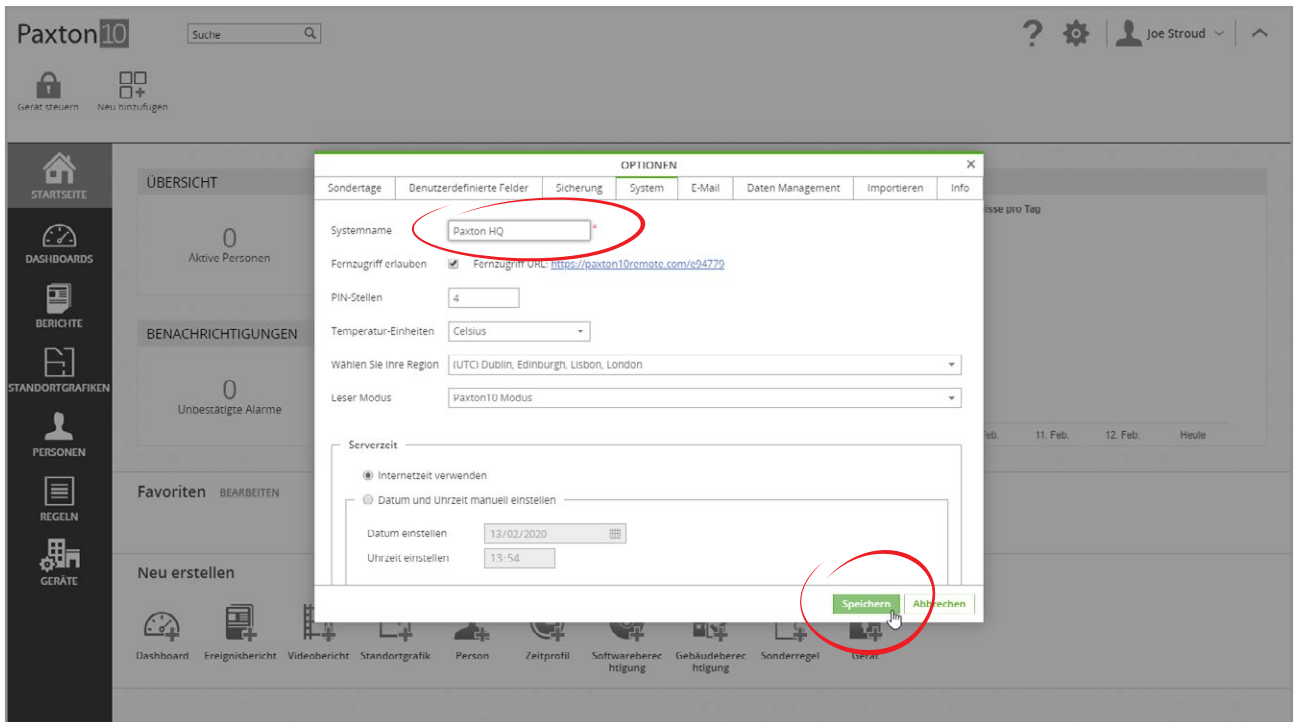 Paxton10
Suche
Joe Stroud
Gerät steuern
Neu hinzufügen
STARTSEITE
DASHBOARDS
BERICHTE
STANDORTGRAFIKEN
PERSONEN
REGELN
GERÄTE
ÜBERSICHT
0
Aktive Personen
BENACHRICHTIGUNGEN
0
Unbestätigte Alarme
OPTIONEN
Sondertage Benutzerdefinierte Felder Sicherung System E-Mail Daten Management Importieren Info
Systemname Paxton HQ *
Fernzugriff erlauben Fernzugriff URL: https://paxton10remote.com/e94779
PIN-Stellen 4
Temperatur-Einheiten Celsius
Wählen Sie Ihre Region (UTC) Dublin, Edinburgh, Lisbon, London
Leser Modus Paxton10 Modus
Serverzeit
Internetzeit verwenden
Datum und Uhrzeit manuell einstellen
Datum einstellen 13/02/2020
Uhrzeit einstellen 13:54
Speichern Abbrechen
isse pro Tag
Feb. 11. Feb. 12. Feb. Heute
Favoriten BEARBEITEN
Neu erstellen
Dashboard Ereignisbericht Videobericht Standortgrafik Person Zeitprofil Softwareberec Gebäudeberec Sonderregel Gerät
htigung htigung